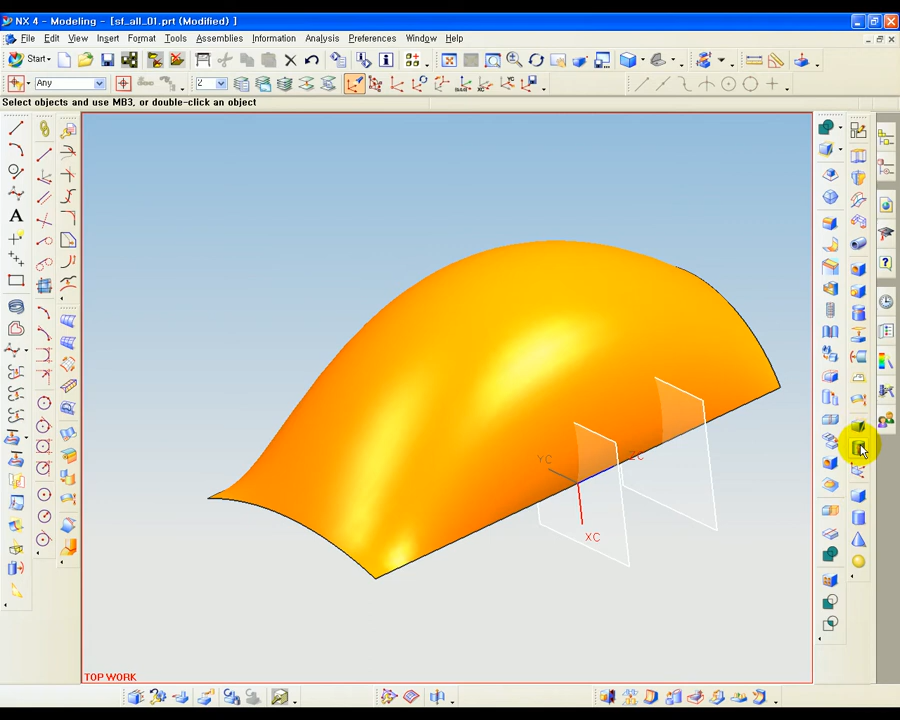 NX 4 - Modeling - [sf_all_01.prt (Modified) ]
File Edit View Insert Format Tools Assemblies Information Analysis Preferences Window Help
Start
Any
2
Select objects and use MB3, or double-click an object
A
YC
ZC
XC
TOP WORK